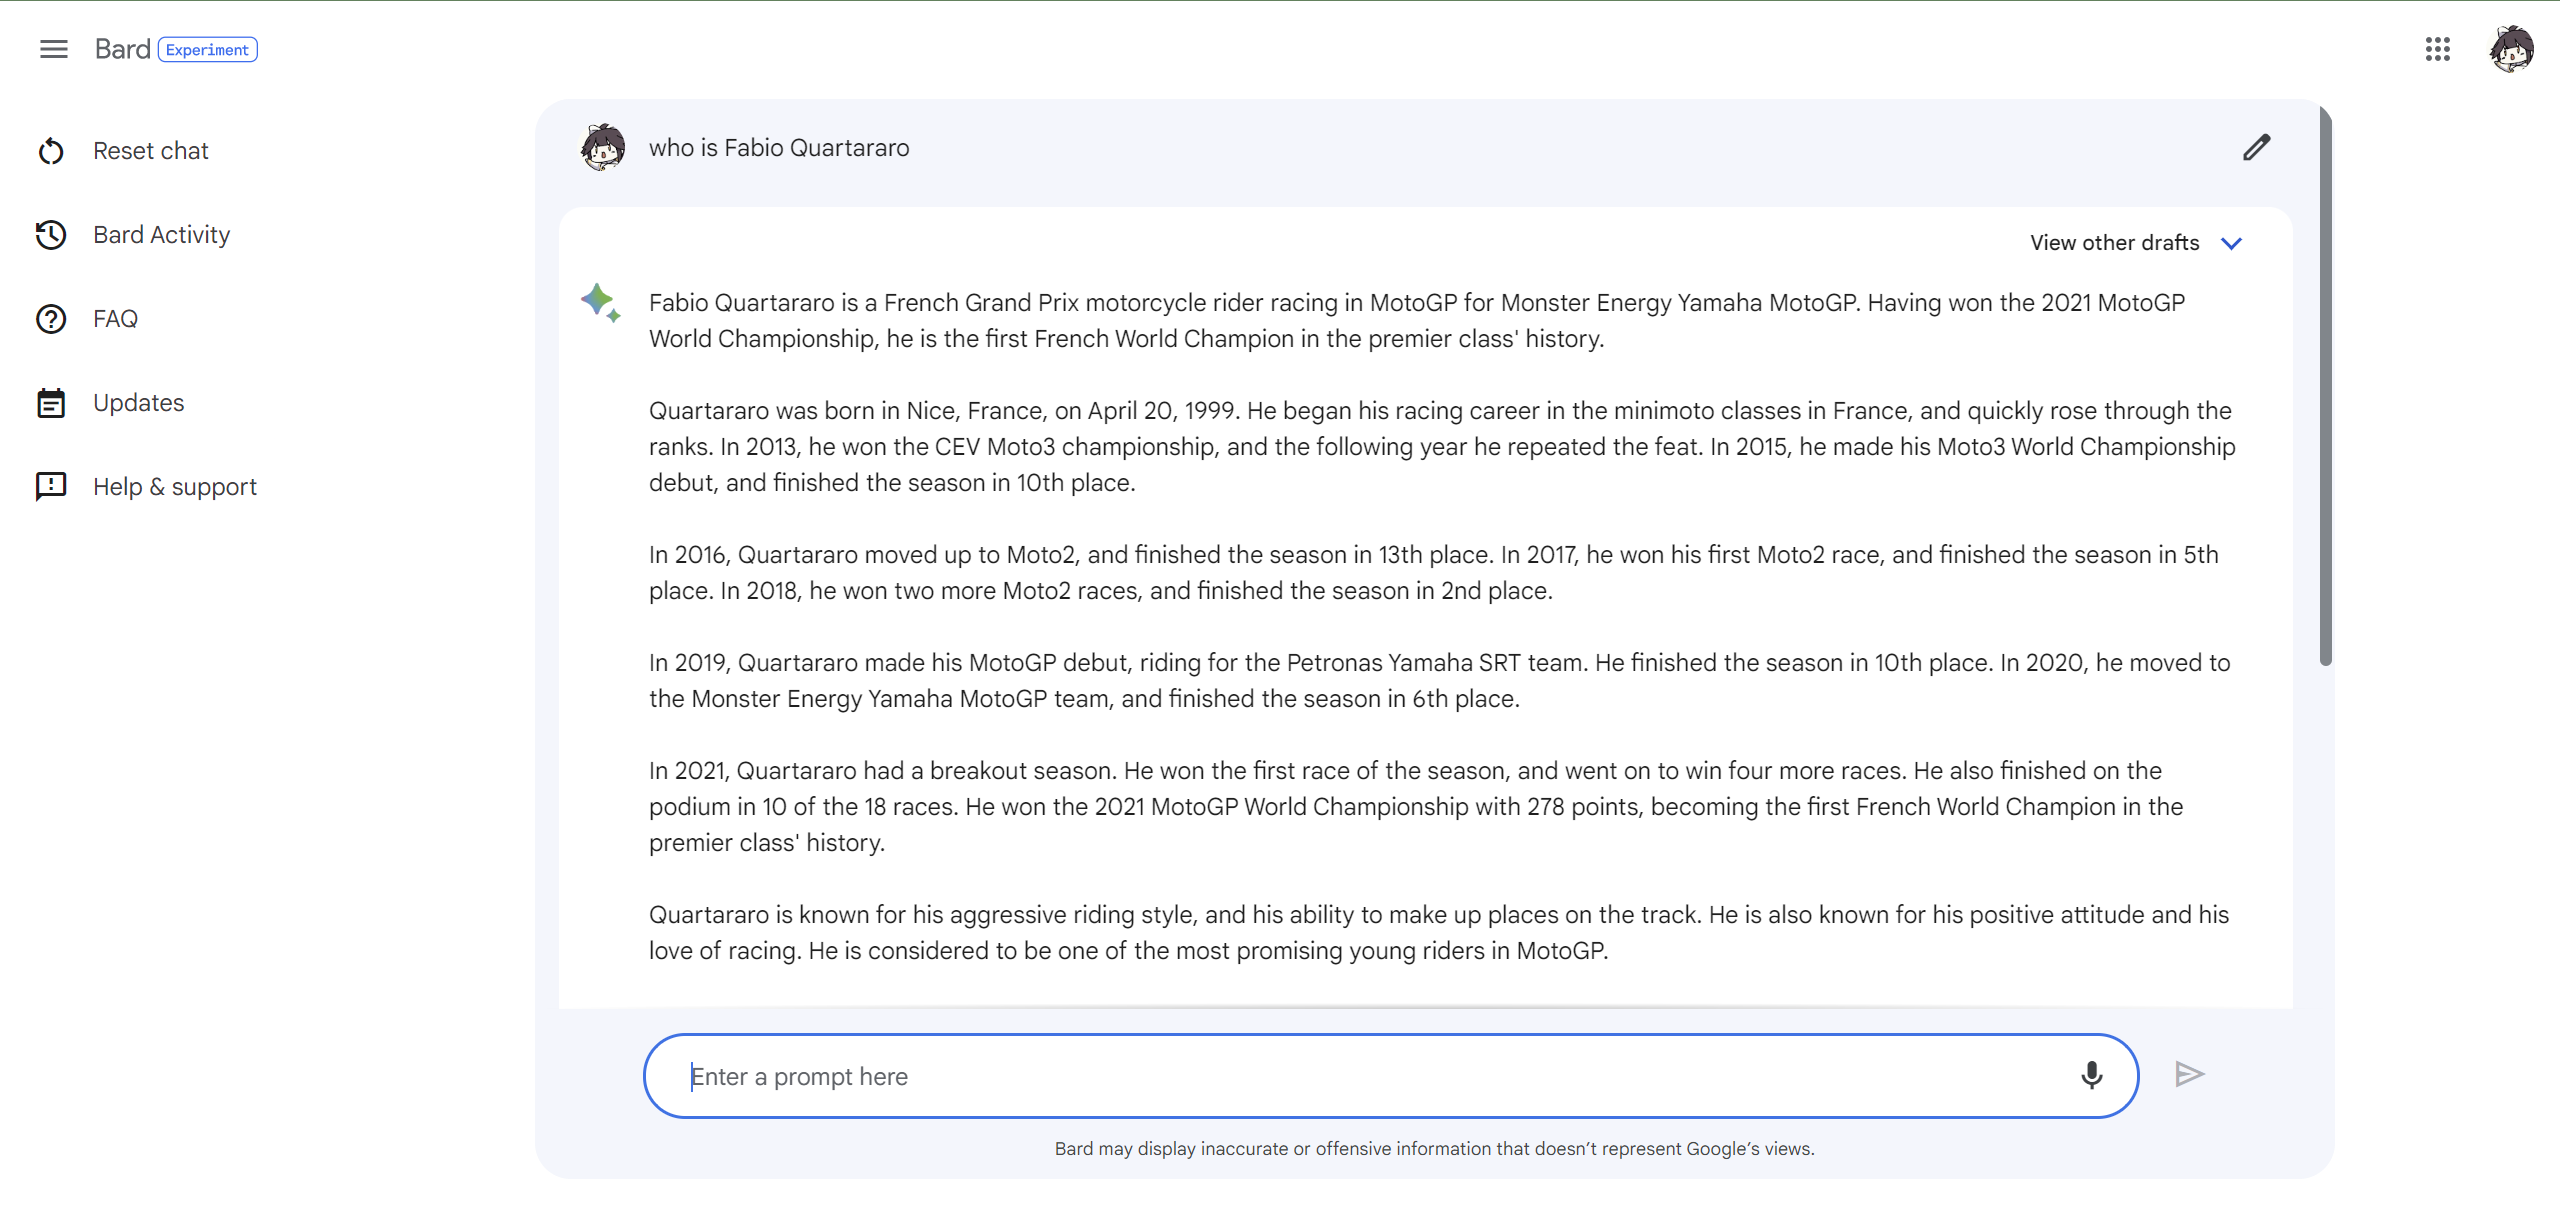 Bard Experiment
Reset chat
Bard Activity
FAQ
Updates
Help & support
who is Fabio Quartararo
View other drafts
Fabio Quartararo is a French Grand Prix motorcycle rider racing in MotoGP for Monster Energy Yamaha MotoGP. Having won the 2021 MotoGP
World Championship, he is the first French World Champion in the premier class' history.
Quartararo was born in Nice, France, on April 20, 1999. He began his racing career in the minimoto classes in France, and quickly rose through the
ranks. In 2013, he won the CEV Moto3 championship, and the following year he repeated the feat. In 2015, he made his Moto3 World Championship
debut, and finished the season in 10th place.
In 2016, Quartararo moved up to Moto2, and finished the season in 13th place. In 2017, he won his first Moto2 race, and finished the season in 5th
place. In 2018, he won two more Moto2 races, and finished the season in 2nd place.
In 2019, Quartararo made his MotoGP debut, riding for the Petronas Yamaha SRT team. He finished the season in 10th place. In 2020, he moved to
the Monster Energy Yamaha MotoGP team, and finished the season in 6th place.
In 2021, Quartararo had a breakout season. He won the first race of the season, and went on to win four more races. He also finished on the
podium in 10 of the 18 races. He won the 2021 MotoGP World Championship with 278 points, becoming the first French World Champion in the
premier class' history.
Quartararo is known for his aggressive riding style, and his ability to make up places on the track. He is also known for his positive attitude and his
love of racing. He is considered to be one of the most promising young riders in MotoGP.
Enter a prompt here
Bard may display inaccurate or offensive information that doesn't represent Google's views.